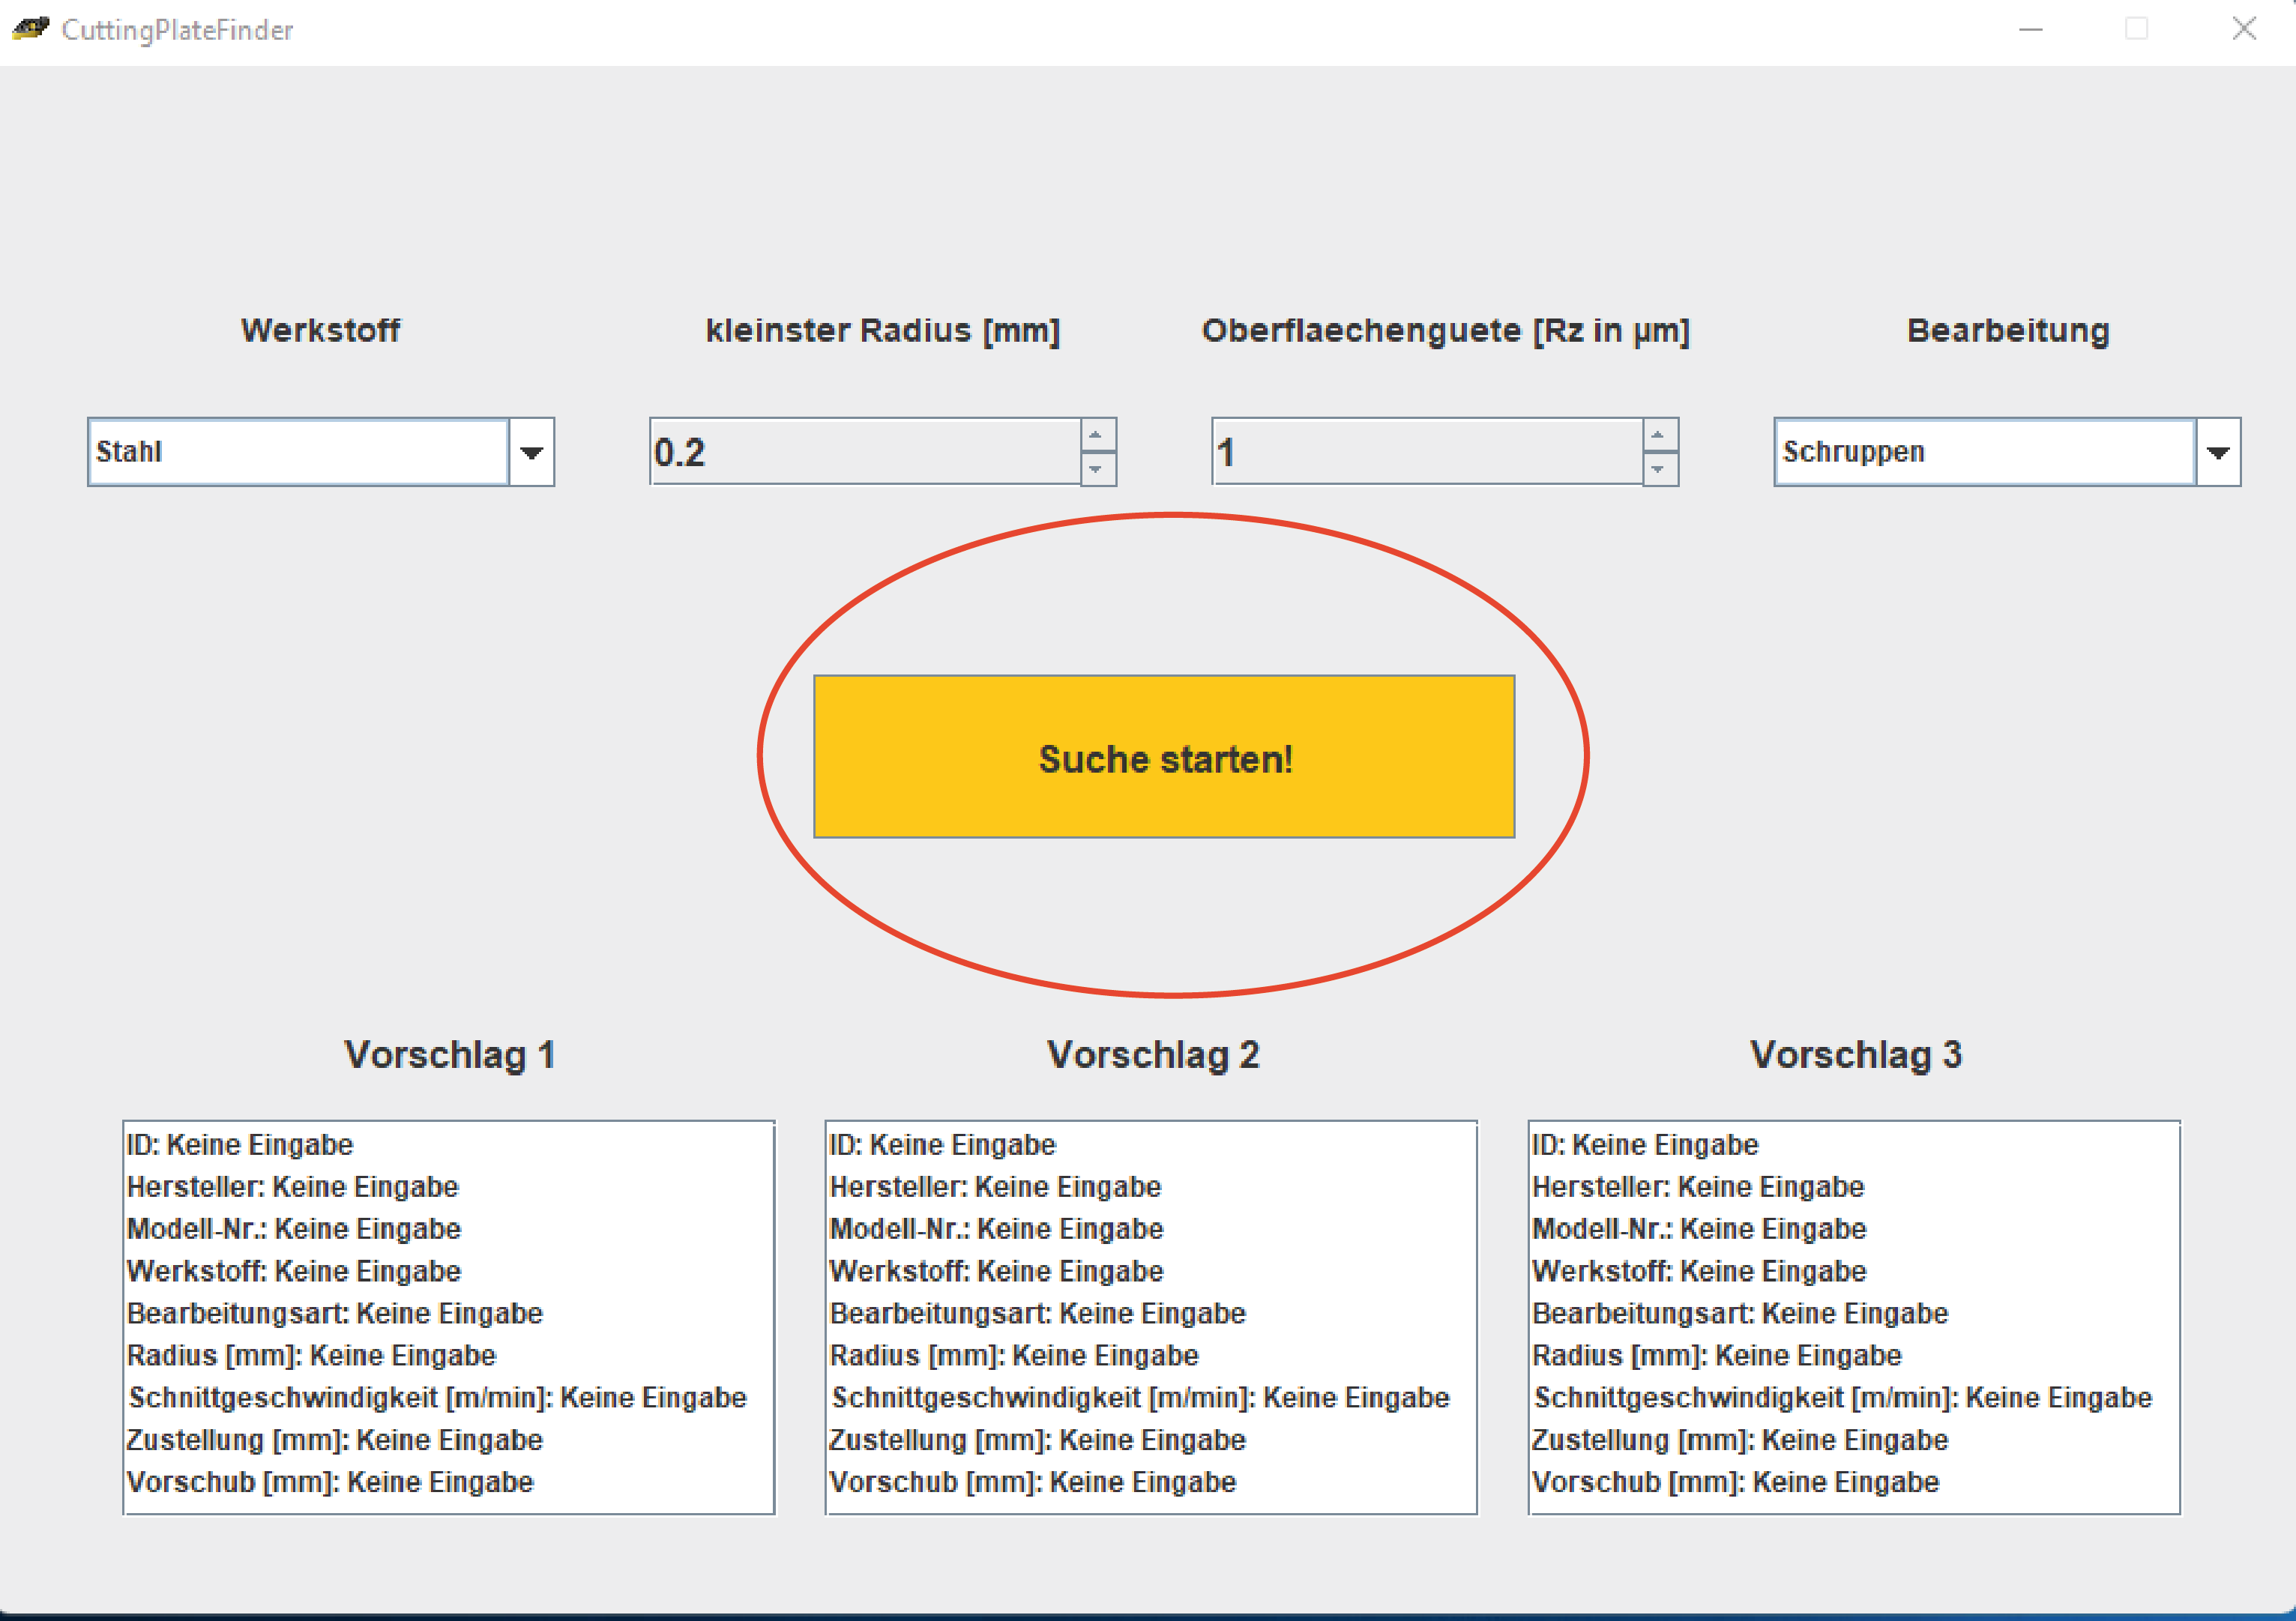 CuttingPlateFinder
Werkstoff
kleinster Radius [mm]
Oberflaechenguete [Rz in µm]
Bearbeitung
Stahl
0.2
1
Schruppen
Suche starten!
Vorschlag 1
ID: Keine Eingabe
Hersteller: Keine Eingabe
Modell-Nr.: Keine Eingabe
Werkstoff: Keine Eingabe
Bearbeitungsart: Keine Eingabe
Radius [mm]: Keine Eingabe
Schnittgeschwindigkeit [m/min]: Keine Eingabe
Zustellung [mm]: Keine Eingabe
Vorschub [mm]: Keine Eingabe
Vorschlag 2
ID: Keine Eingabe
Hersteller: Keine Eingabe
Modell-Nr.: Keine Eingabe
Werkstoff: Keine Eingabe
Bearbeitungsart: Keine Eingabe
Radius [mm]: Keine Eingabe
Schnittgeschwindigkeit [m/min]: Keine Eingabe
Zustellung [mm]: Keine Eingabe
Vorschub [mm]: Keine Eingabe
Vorschlag 3
ID: Keine Eingabe
Hersteller: Keine Eingabe
Modell-Nr.: Keine Eingabe
Werkstoff: Keine Eingabe
Bearbeitungsart: Keine Eingabe
Radius [mm]: Keine Eingabe
Schnittgeschwindigkeit [m/min]: Keine Eingabe
Zustellung [mm]: Keine Eingabe
Vorschub [mm]: Keine Eingabe